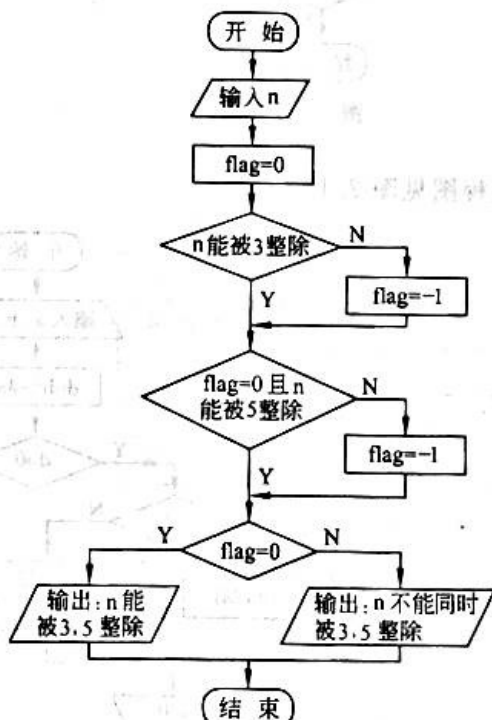 开 始
输入n
flag=0
n能被3整除
N
flag=-1
Y
flag=0且n
能被5整除
N
flag=-1
Y
Y
flag=0
N
输出:n能
被3.5整除
输出:n不能同时
被3.5整除
结 束